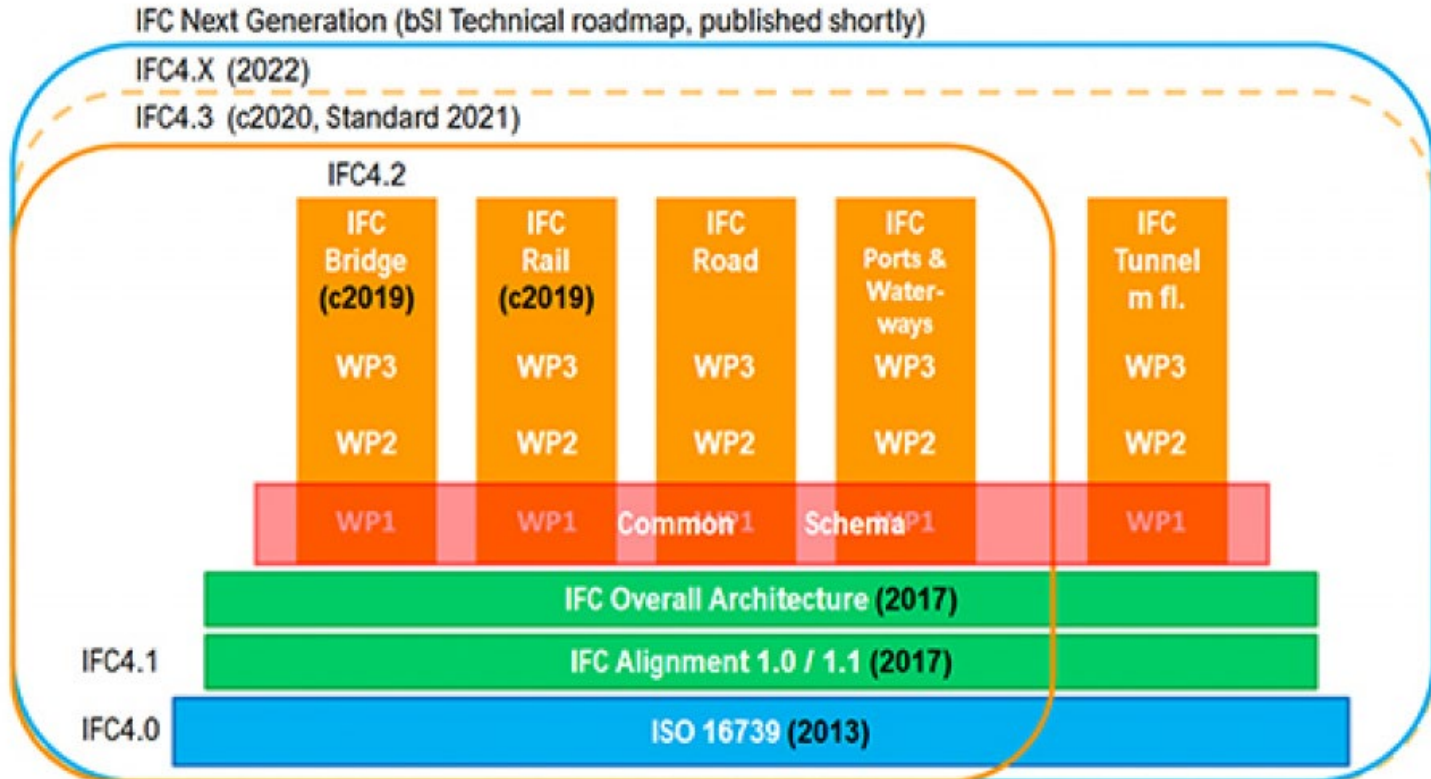 IFC Next Generation (bSI Technical roadmap, published shortly)
IFC4.X (2022)
IFC4.3 (c2020, Standard 2021)
IFC4.2
IFC
Bridge
(c2019)
WP3
WP2
WP1
IFC
Rail
(c2019)
WP3
WP2
WP1
IFC
Road
WP3
WP2
WP1
IFC
Ports &
Water-
ways
WP3
WP2
WP1
IFC
Tunnel
m fl.
WP3
WP2
WP1
Common Schema
IFC Overall Architecture (2017)
IFC4.1
IFC Alignment 1.0 / 1.1 (2017)
IFC4.0
ISO 16739 (2013)